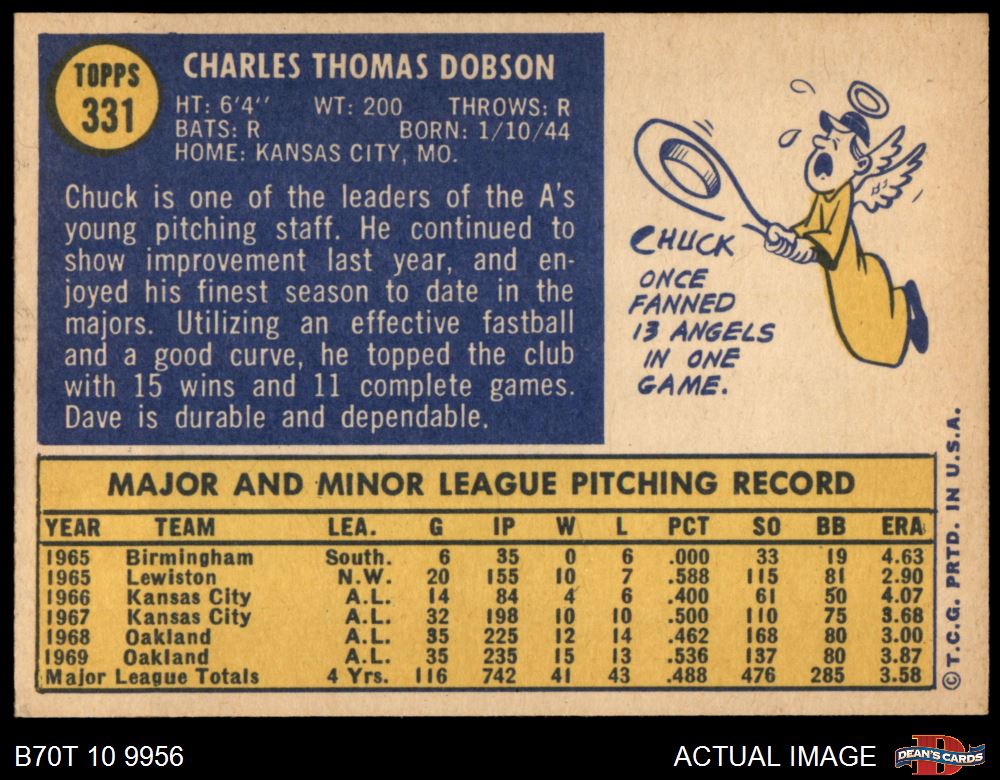 TOPPS
331
CHARLES THOMAS DOBSON
HT: 6'4" WT: 200 THROWS: R
BATS: R BORN: 1/10/44
HOME: KANSAS CITY, MO.
Chuck is one of the leaders of the A's
young pitching staff. He continued to
show improvement last year, and en-
joyed his finest season to date in the
majors. Utilizing an effective fastball
and a good curve, he topped the club
with 15 wins and 11 complete games.
Dave is durable and dependable.
CHUCK
ONCE
FANNED
13 ANGELS
IN ONE
GAME.
MAJOR AND MINOR LEAGUE PITCHING RECORD
YEAR TEAM LEA. G IP W L PCT SO BB ERA
1965 Birmingham South. 6 35 0 6 .000 33 19 4.63
1965 Lewiston N.W. 20 155 10 7 .588 115 81 2.90
1966 Kansas City A.L. 14 84 4 6 .400 61 50 4.07
1967 Kansas City A.L. 32 198 10 10 .500 110 75 3.68
1968 Oakland A.L. 35 225 12 14 .462 168 80 3.00
1969 Oakland A.L. 35 235 15 13 .536 137 80 3.87
Major League Totals 4 Yrs. 116 742 41 43 .488 476 285 3.58
© T.C.G. PRTD. IN U.S.A.
B70T 10 9956
ACTUAL IMAGE
D
DEAN'S CARDS